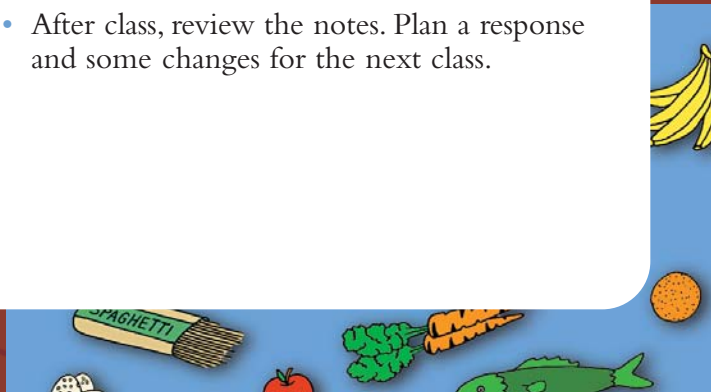 • After class, review the notes. Plan a response
and some changes for the next class.
SPAGHETTI